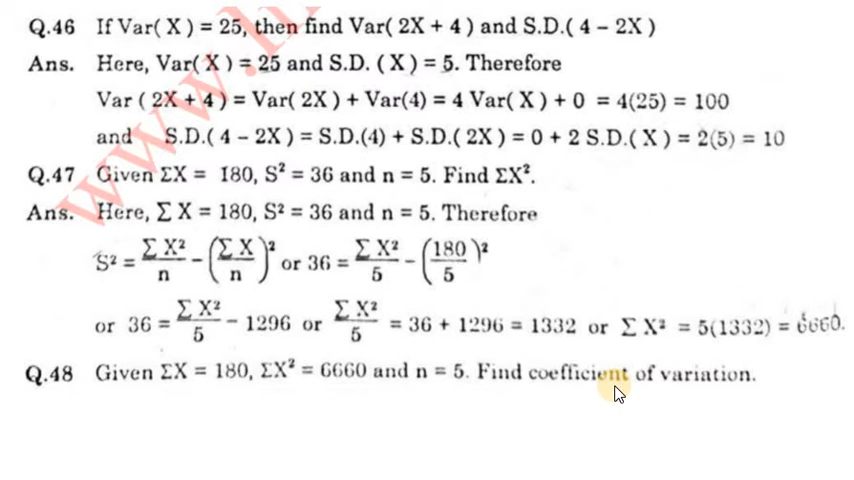 Q.46 If Var( X ) = 25, then find Var( 2X + 4 ) and S.D.( 4 – 2X )
Ans. Here, Var( X ) = 25 and S.D. ( X ) = 5. Therefore
Var ( 2X + 4 ) = Var( 2X ) + Var(4) = 4 Var( X ) + 0 = 4(25) = 100
and S.D.( 4 – 2X ) = S.D.(4) + S.D.( 2X ) = 0 + 2 S.D.( X ) = 2(5) = 10
Q.47 Given ΣX = 180, S² = 36 and n = 5. Find ΣX².
Ans. Here, Σ X = 180, S² = 36 and n = 5. Therefore
S² = Σ X²/n – (Σ X/n)² or 36 = Σ X²/5 – (180/5)²
or 36 = Σ X²/5 – 1296 or Σ X²/5 = 36 + 1296 = 1332 or Σ X² = 5(1332) = 6660.
Q.48 Given ΣX = 180, ΣX² = 6660 and n = 5. Find coefficient of variation.